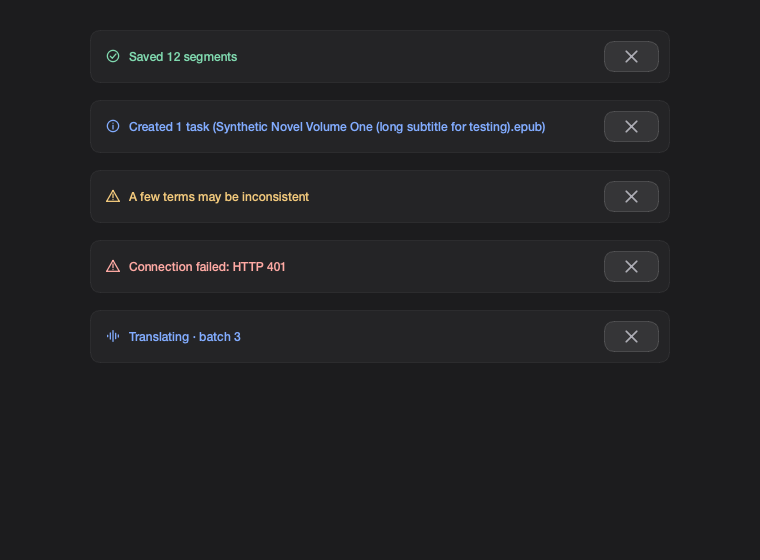 Saved 12 segments
Created 1 task (Synthetic Novel Volume One (long subtitle for testing).epub)
A few terms may be inconsistent
Connection failed: HTTP 401
Translating · batch 3